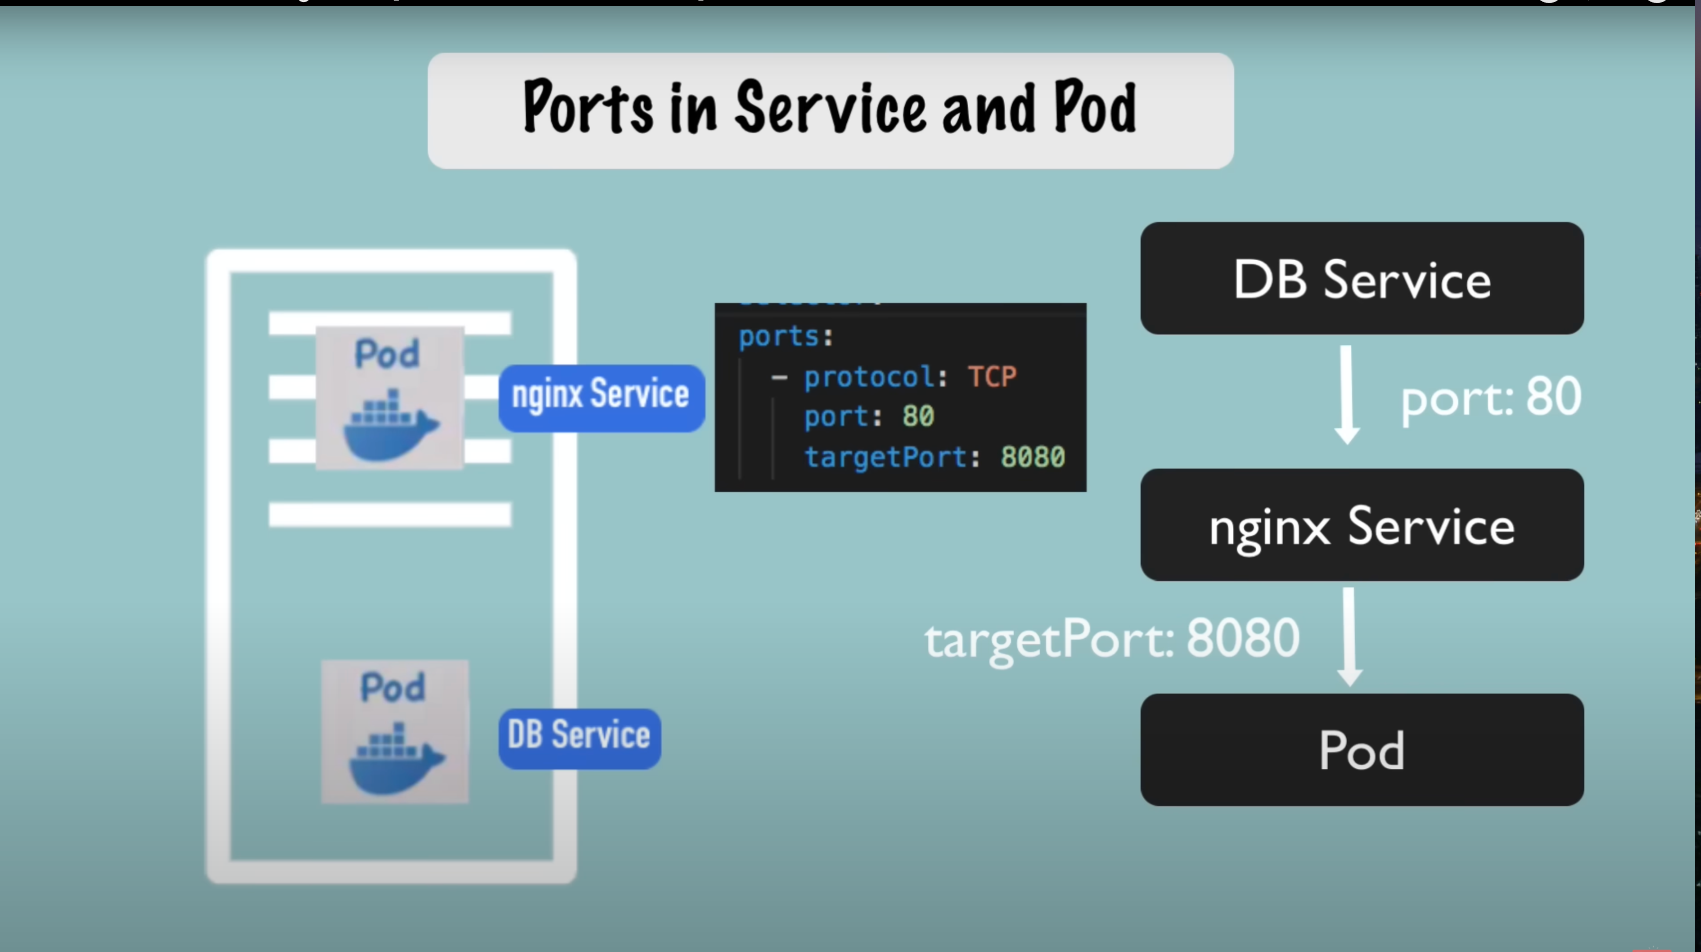 Ports in Service and Pod
Pod
nginx Service
ports:
- protocol: TCP
port: 80
targetPort: 8080
DB Service
port: 80
nginx Service
targetPort: 8080
Pod
Pod
DB Service